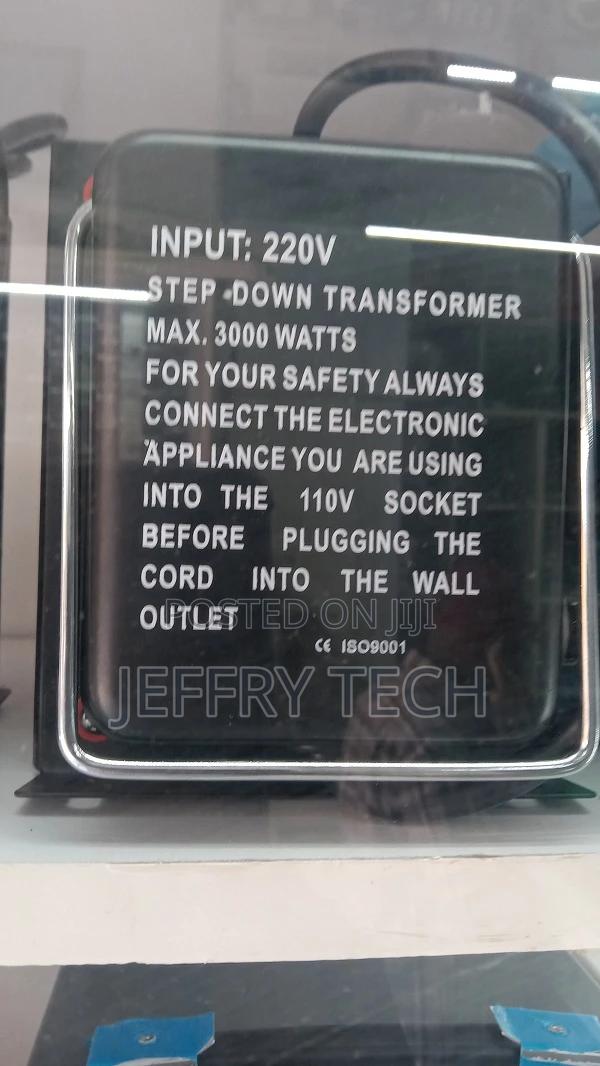 INPUT: 220V
STEP-DOWN TRANSFORMER
MAX. 3000 WATTS
FOR YOUR SAFETY ALWAYS
CONNECT THE ELECTRONIC
APPLIANCE YOU ARE USING
INTO THE 110V SOCKET
BEFORE PLUGGING THE
CORD INTO THE WALL
OUTLET
POSTED ON JIJI
CE ISO9001
JEFFRY TECH